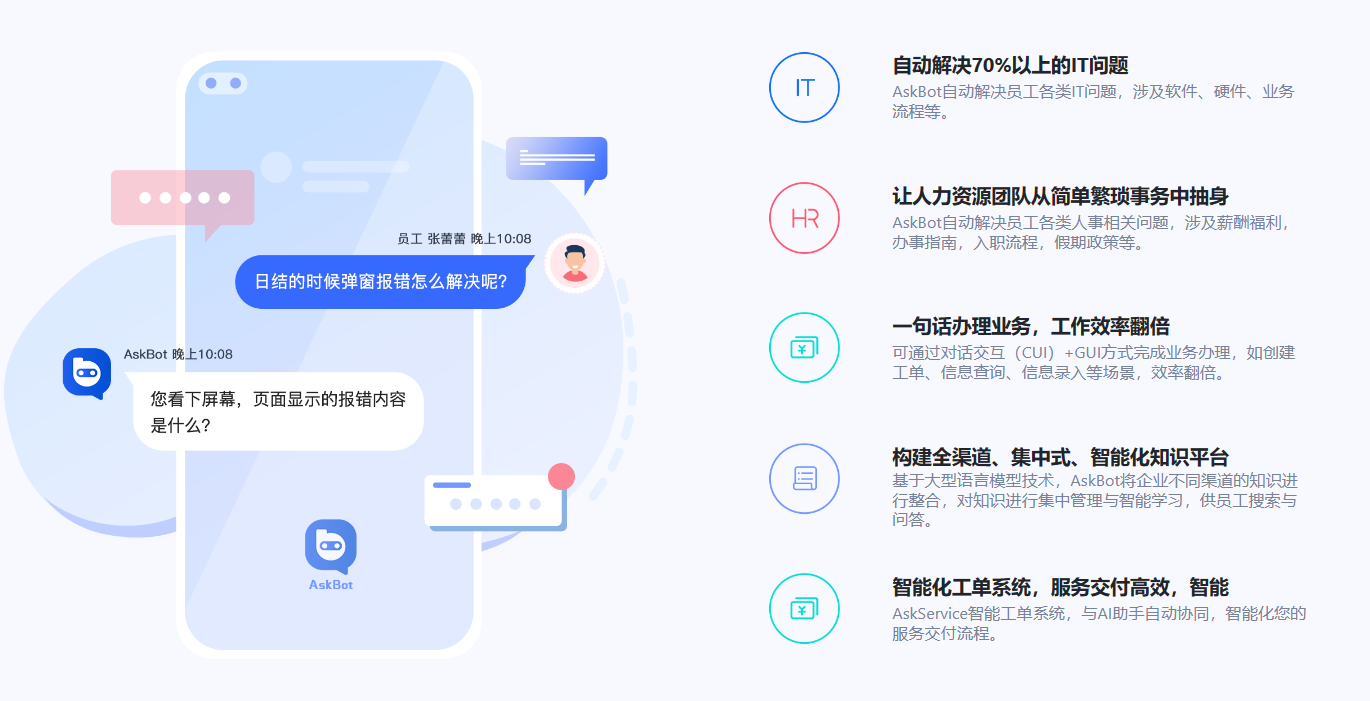 员工 张蕾蕾 晚上10:08
日结的时候弹窗报错怎么解决呢?
AskBot 晚上10:08
您看下屏幕，页面显示的报错内容
是什么?
AskBot
IT
自动解决70%以上的IT问题
AskBot自动解决员工各类IT问题，涉及软件、硬件、业务
流程等。
HR
让人力资源团队从简单繁琐事务中抽身
AskBot自动解决员工各类人事相关问题，涉及薪酬福利，
办事指南，入职流程，假期政策等。
¥
一句话办理业务，工作效率翻倍
可通过对话交互（CUI）+GUI方式完成业务办理，如创建
工单、信息查询、信息录入等场景，效率翻倍。
构建全渠道、集中式、智能化知识平台
基于大型语言模型技术，AskBot将企业不同渠道的知识进
行整合，对知识进行集中管理与智能学习，供员工搜索与
问答。
¥
智能化工单系统，服务交付高效，智能
AskService智能工单系统，与AI助手自动协同，智能化您的
服务交付流程。